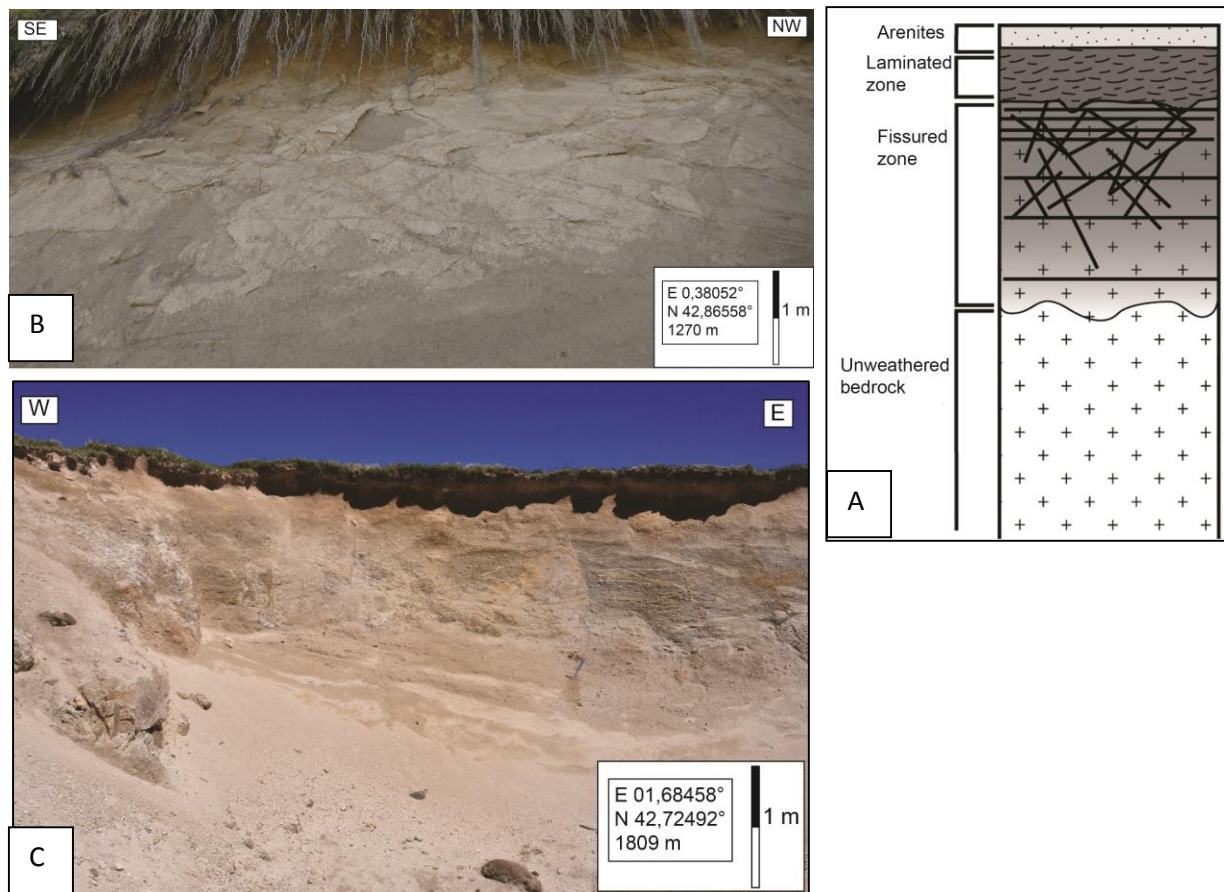 SE
NW
B
E 0,38052°
N 42,86558°
1270 m
1 m
Arenites
Laminated
zone
Fissured
zone
Unweathered
bedrock
A
W
E
C
E 01,68458°
N 42,72492°
1809 m
1 m